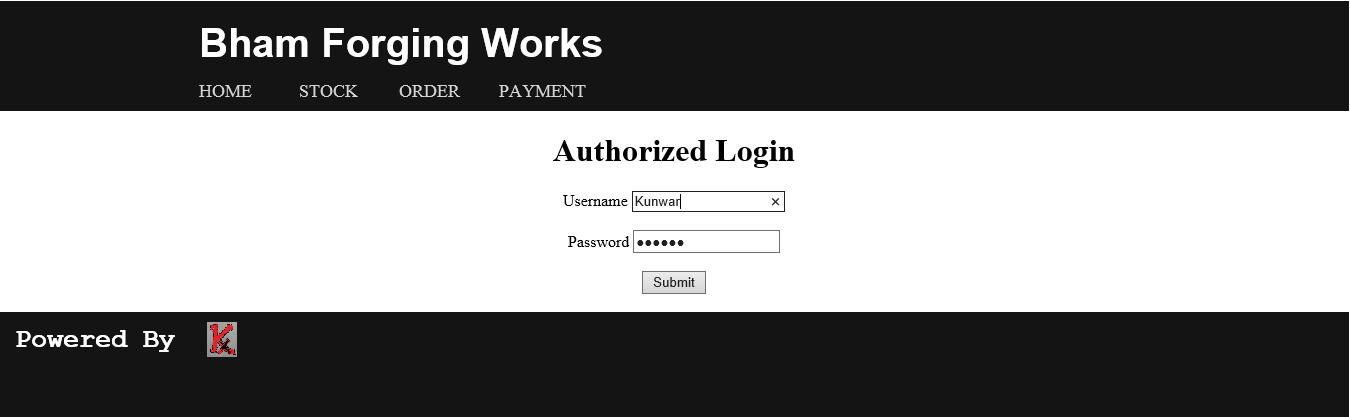 Bham Forging Works
HOME STOCK ORDER PAYMENT
Authorized Login
Username Kunwar ×
Password ●●●●●●
Submit
Powered By